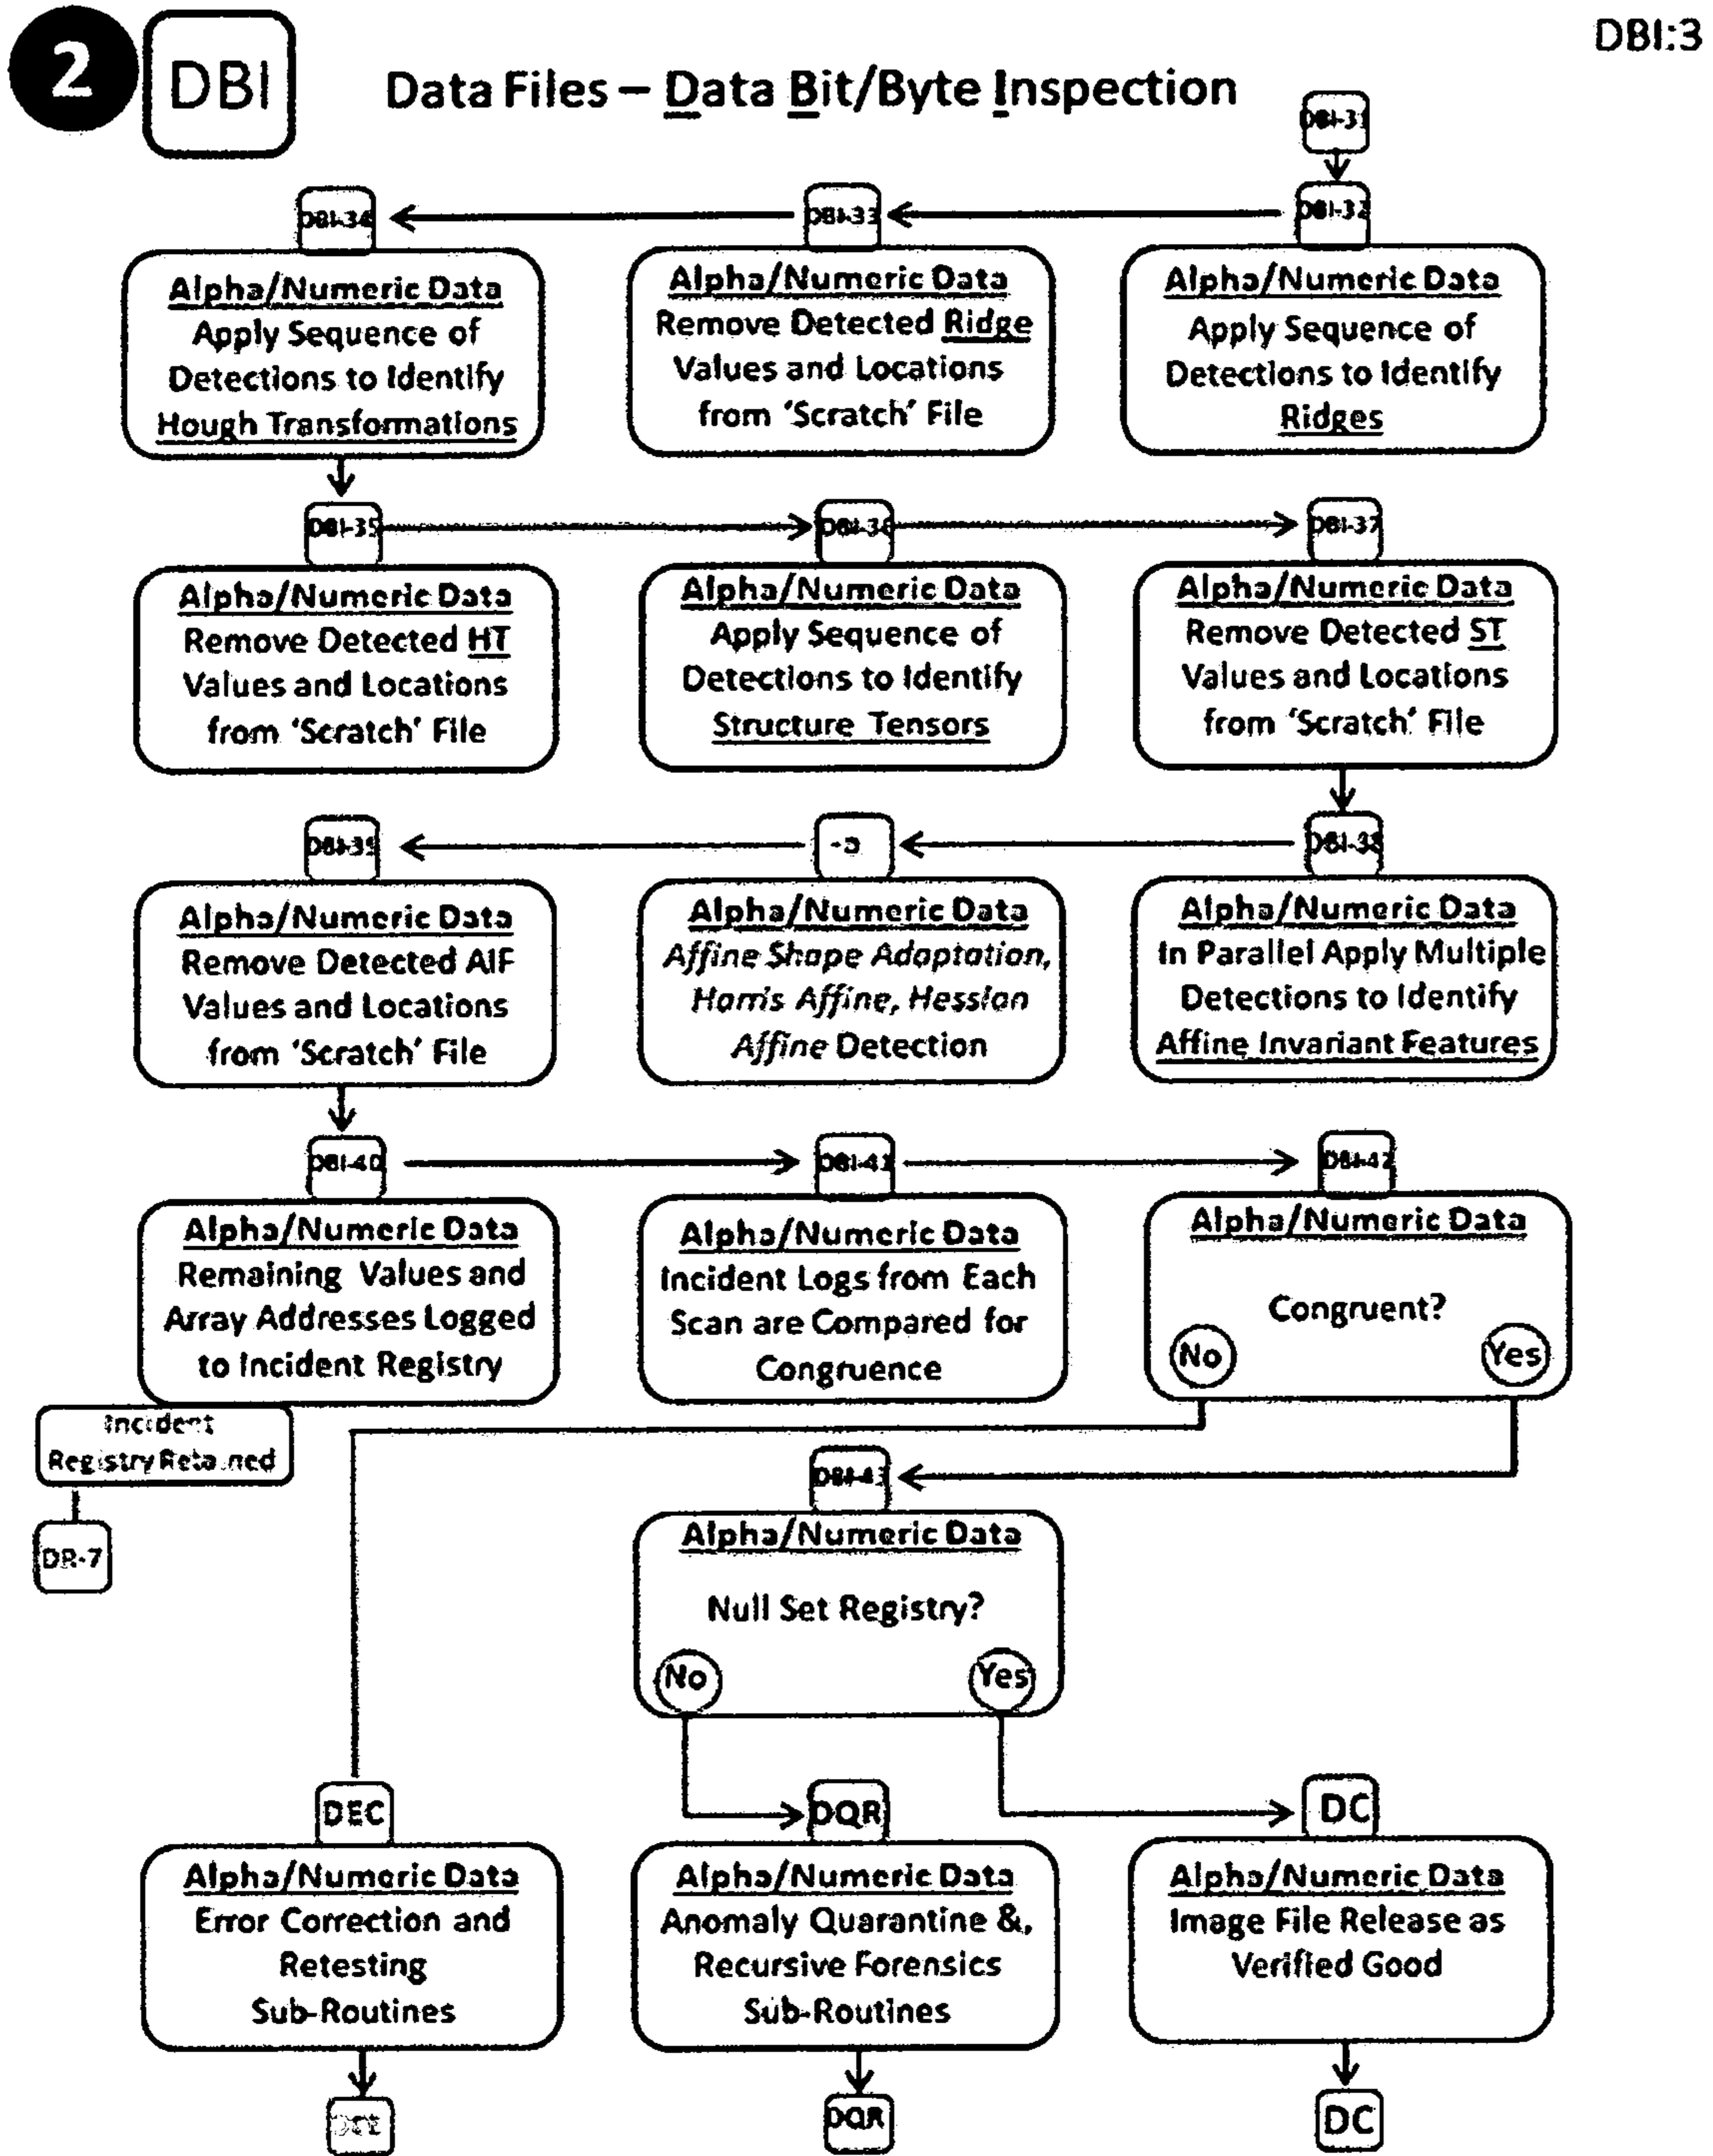 DBI:3
2
DBI
Data Files – Data Bit/Byte Inspection
DBI-31
DBI-34
DBI-33
DBI-32
Alpha/Numeric Data
Apply Sequence of
Detections to Identify
Hough Transformations
Alpha/Numeric Data
Remove Detected Ridge
Values and Locations
from ‘Scratch’ File
Alpha/Numeric Data
Apply Sequence of
Detections to Identify
Ridges
DBI-35
DBI-36
DBI-37
Alpha/Numeric Data
Remove Detected HT
Values and Locations
from ‘Scratch’ File
Alpha/Numeric Data
Apply Sequence of
Detections to Identify
Structure Tensors
Alpha/Numeric Data
Remove Detected ST
Values and Locations
from ‘Scratch’ File
DBI-39
DBI-38
Alpha/Numeric Data
Remove Detected AIF
Values and Locations
from ‘Scratch’ File
Alpha/Numeric Data
Affine Shape Adaptation,
Harris Affine, Hessian
Affine Detection
Alpha/Numeric Data
In Parallel Apply Multiple
Detections to Identify
Affine Invariant Features
DBI-40
DBI-41
DBI-42
Alpha/Numeric Data
Remaining Values and
Array Addresses Logged
to Incident Registry
Alpha/Numeric Data
Incident Logs from Each
Scan are Compared for
Congruence
Alpha/Numeric Data
Congruent?
No
Yes
Incident
Registry Retained
DR-7
DBI-43
Alpha/Numeric Data
Null Set Registry?
No
Yes
DEC
DQR
DC
Alpha/Numeric Data
Error Correction and
Retesting
Sub-Routines
Alpha/Numeric Data
Anomaly Quarantine &,
Recursive Forensics
Sub-Routines
Alpha/Numeric Data
Image File Release as
Verified Good
DQR
DC